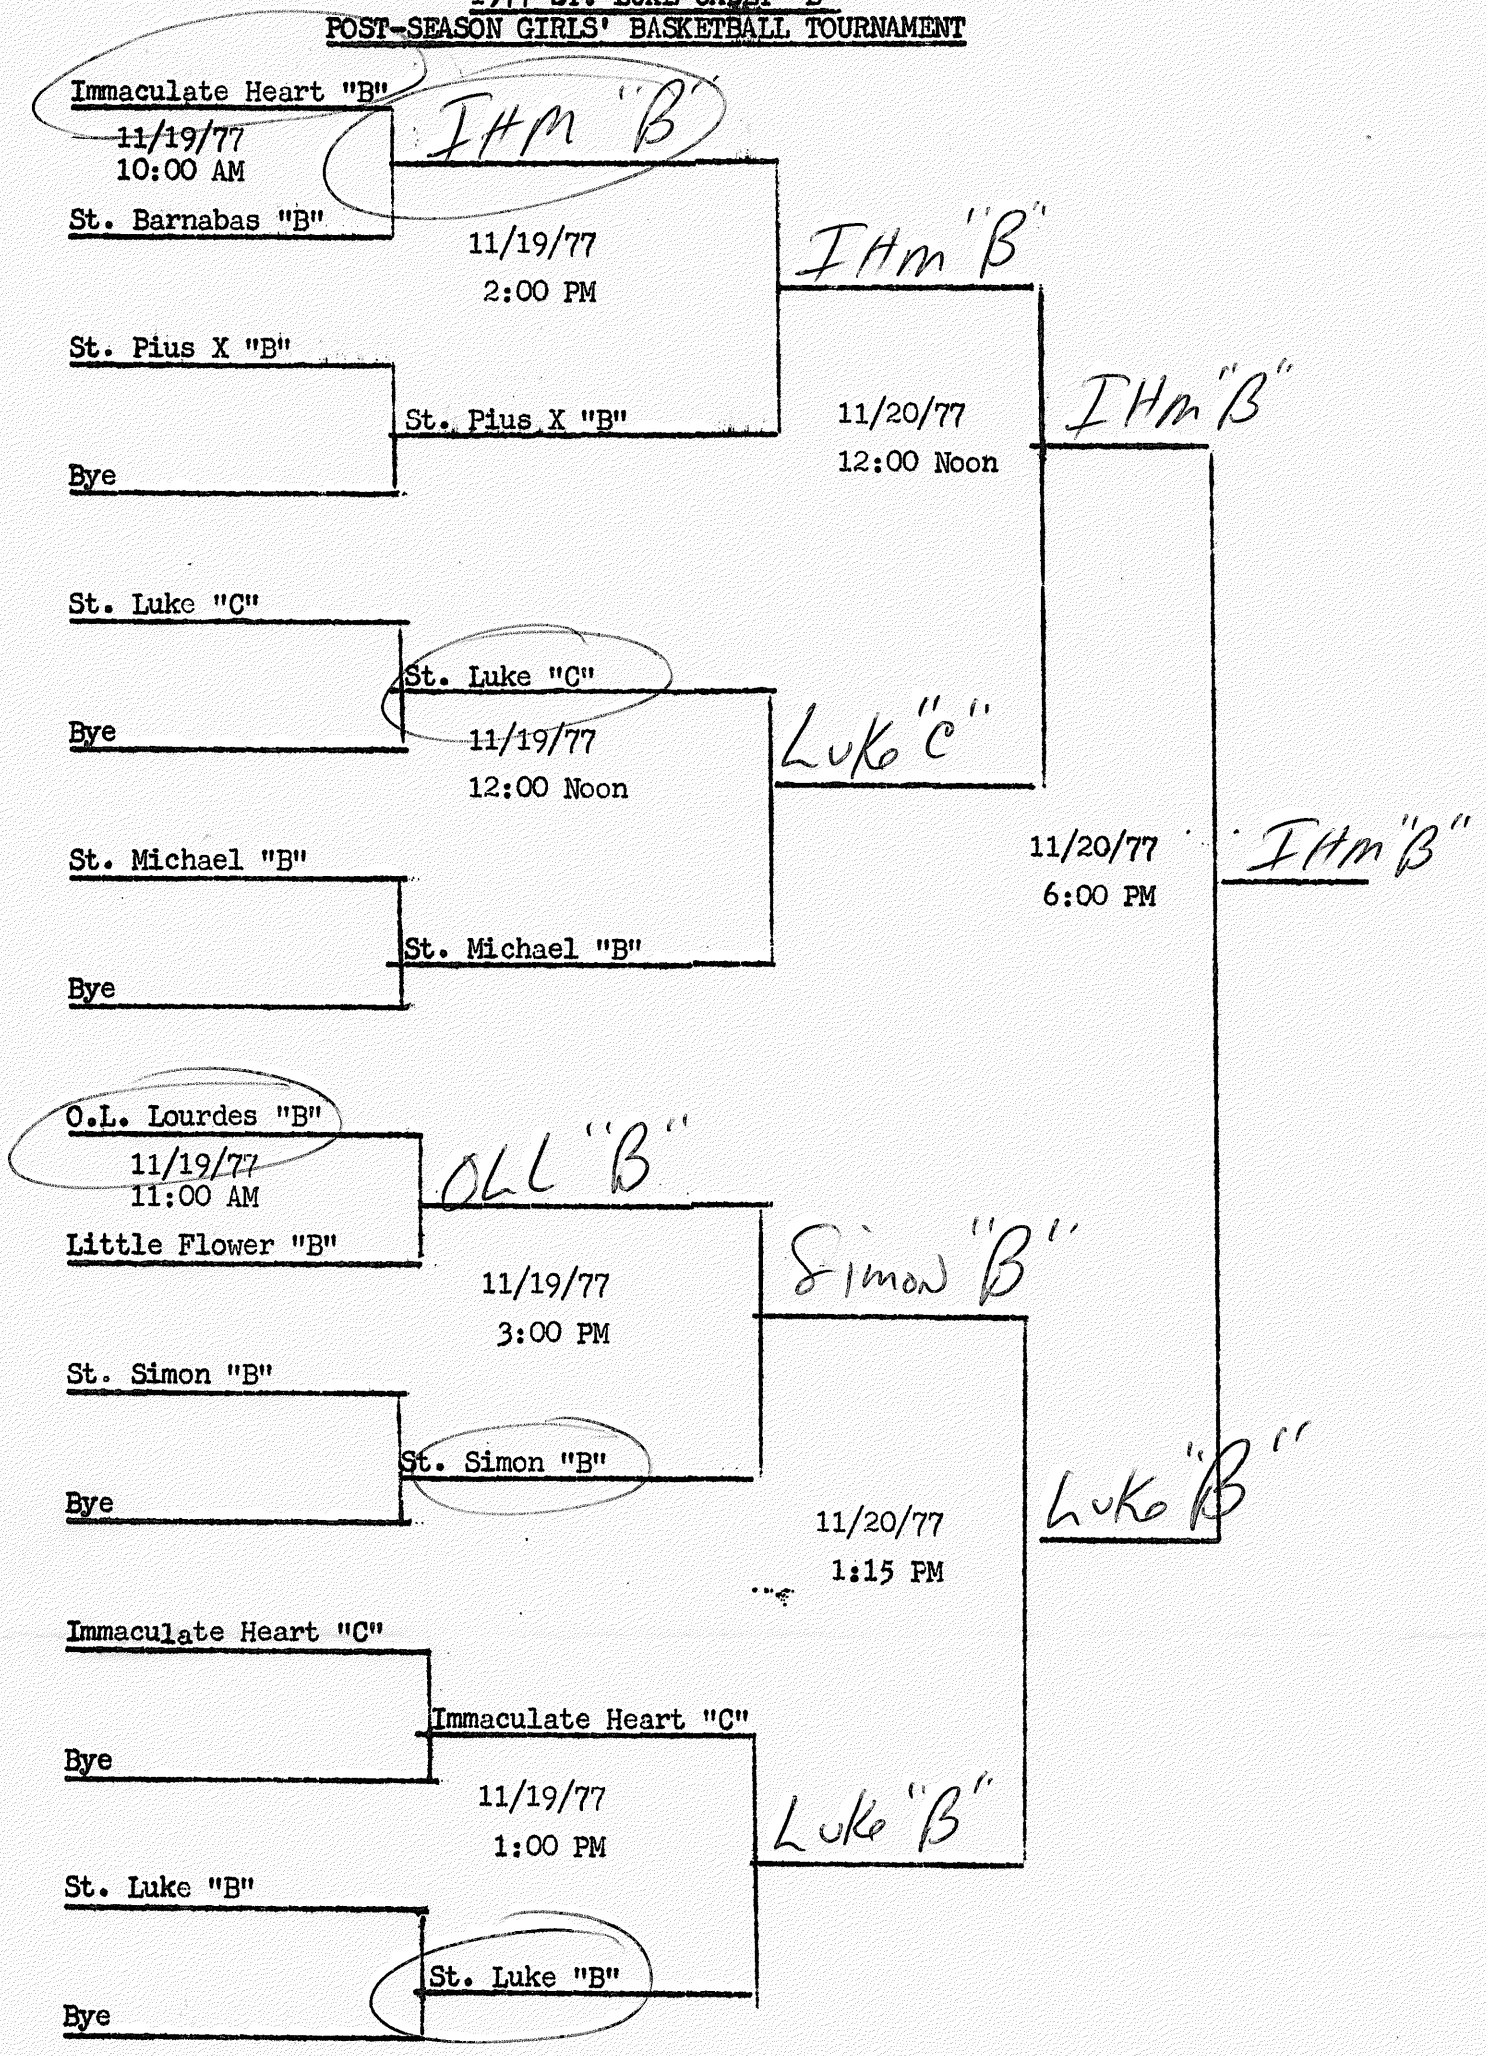 1977 ST. LUKE CADET "B"
POST-SEASON GIRLS' BASKETBALL TOURNAMENT
Immaculate Heart "B"
11/19/77
10:00 AM
St. Barnabas "B"
IHM "B"
11/19/77
2:00 PM
St. Pius X "B"
Bye
St. Pius X "B"
IHM "B"
11/20/77
12:00 Noon
IHM "B"
St. Luke "C"
Bye
St. Luke "C"
11/19/77
12:00 Noon
Luke "C"
St. Michael "B"
Bye
St. Michael "B"
11/20/77
6:00 PM
IHM "B"
O.L. Lourdes "B"
11/19/77
11:00 AM
Little Flower "B"
OLL "B"
11/19/77
3:00 PM
Simon "B"
St. Simon "B"
Bye
St. Simon "B"
11/20/77
1:15 PM
Luke "B"
Immaculate Heart "C"
Bye
Immaculate Heart "C"
11/19/77
1:00 PM
Luke "B"
St. Luke "B"
Bye
St. Luke "B"